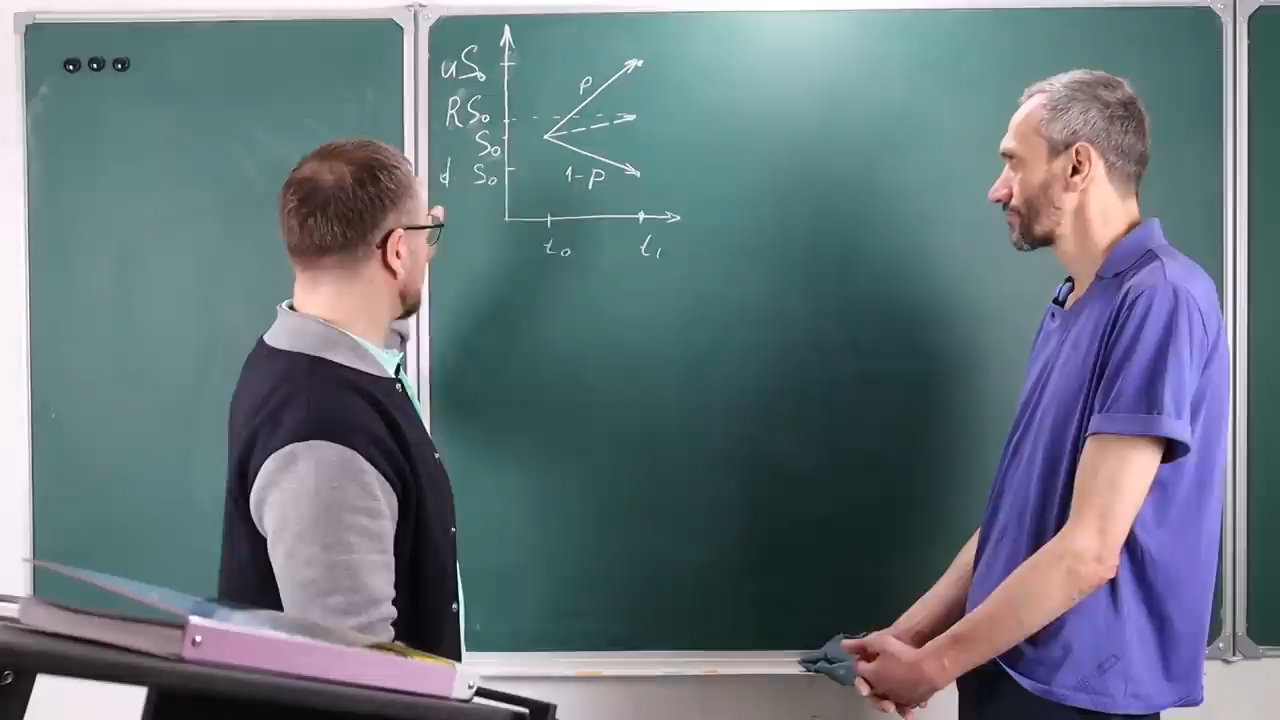 uS₀
p
RS₀
S₀
d S₀
1-p
t₀ t₁